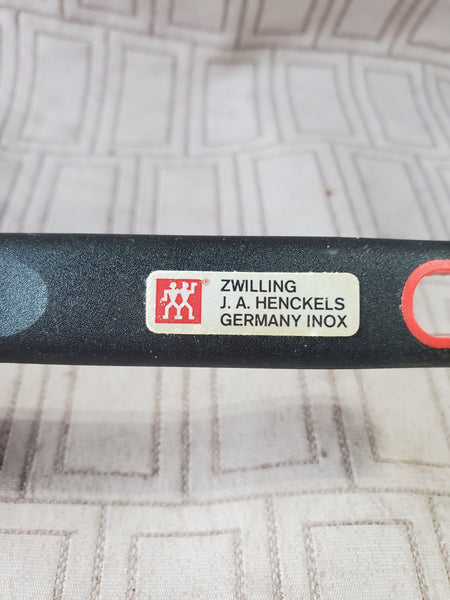 ZWILLING
J. A. HENCKELS
GERMANY INOX